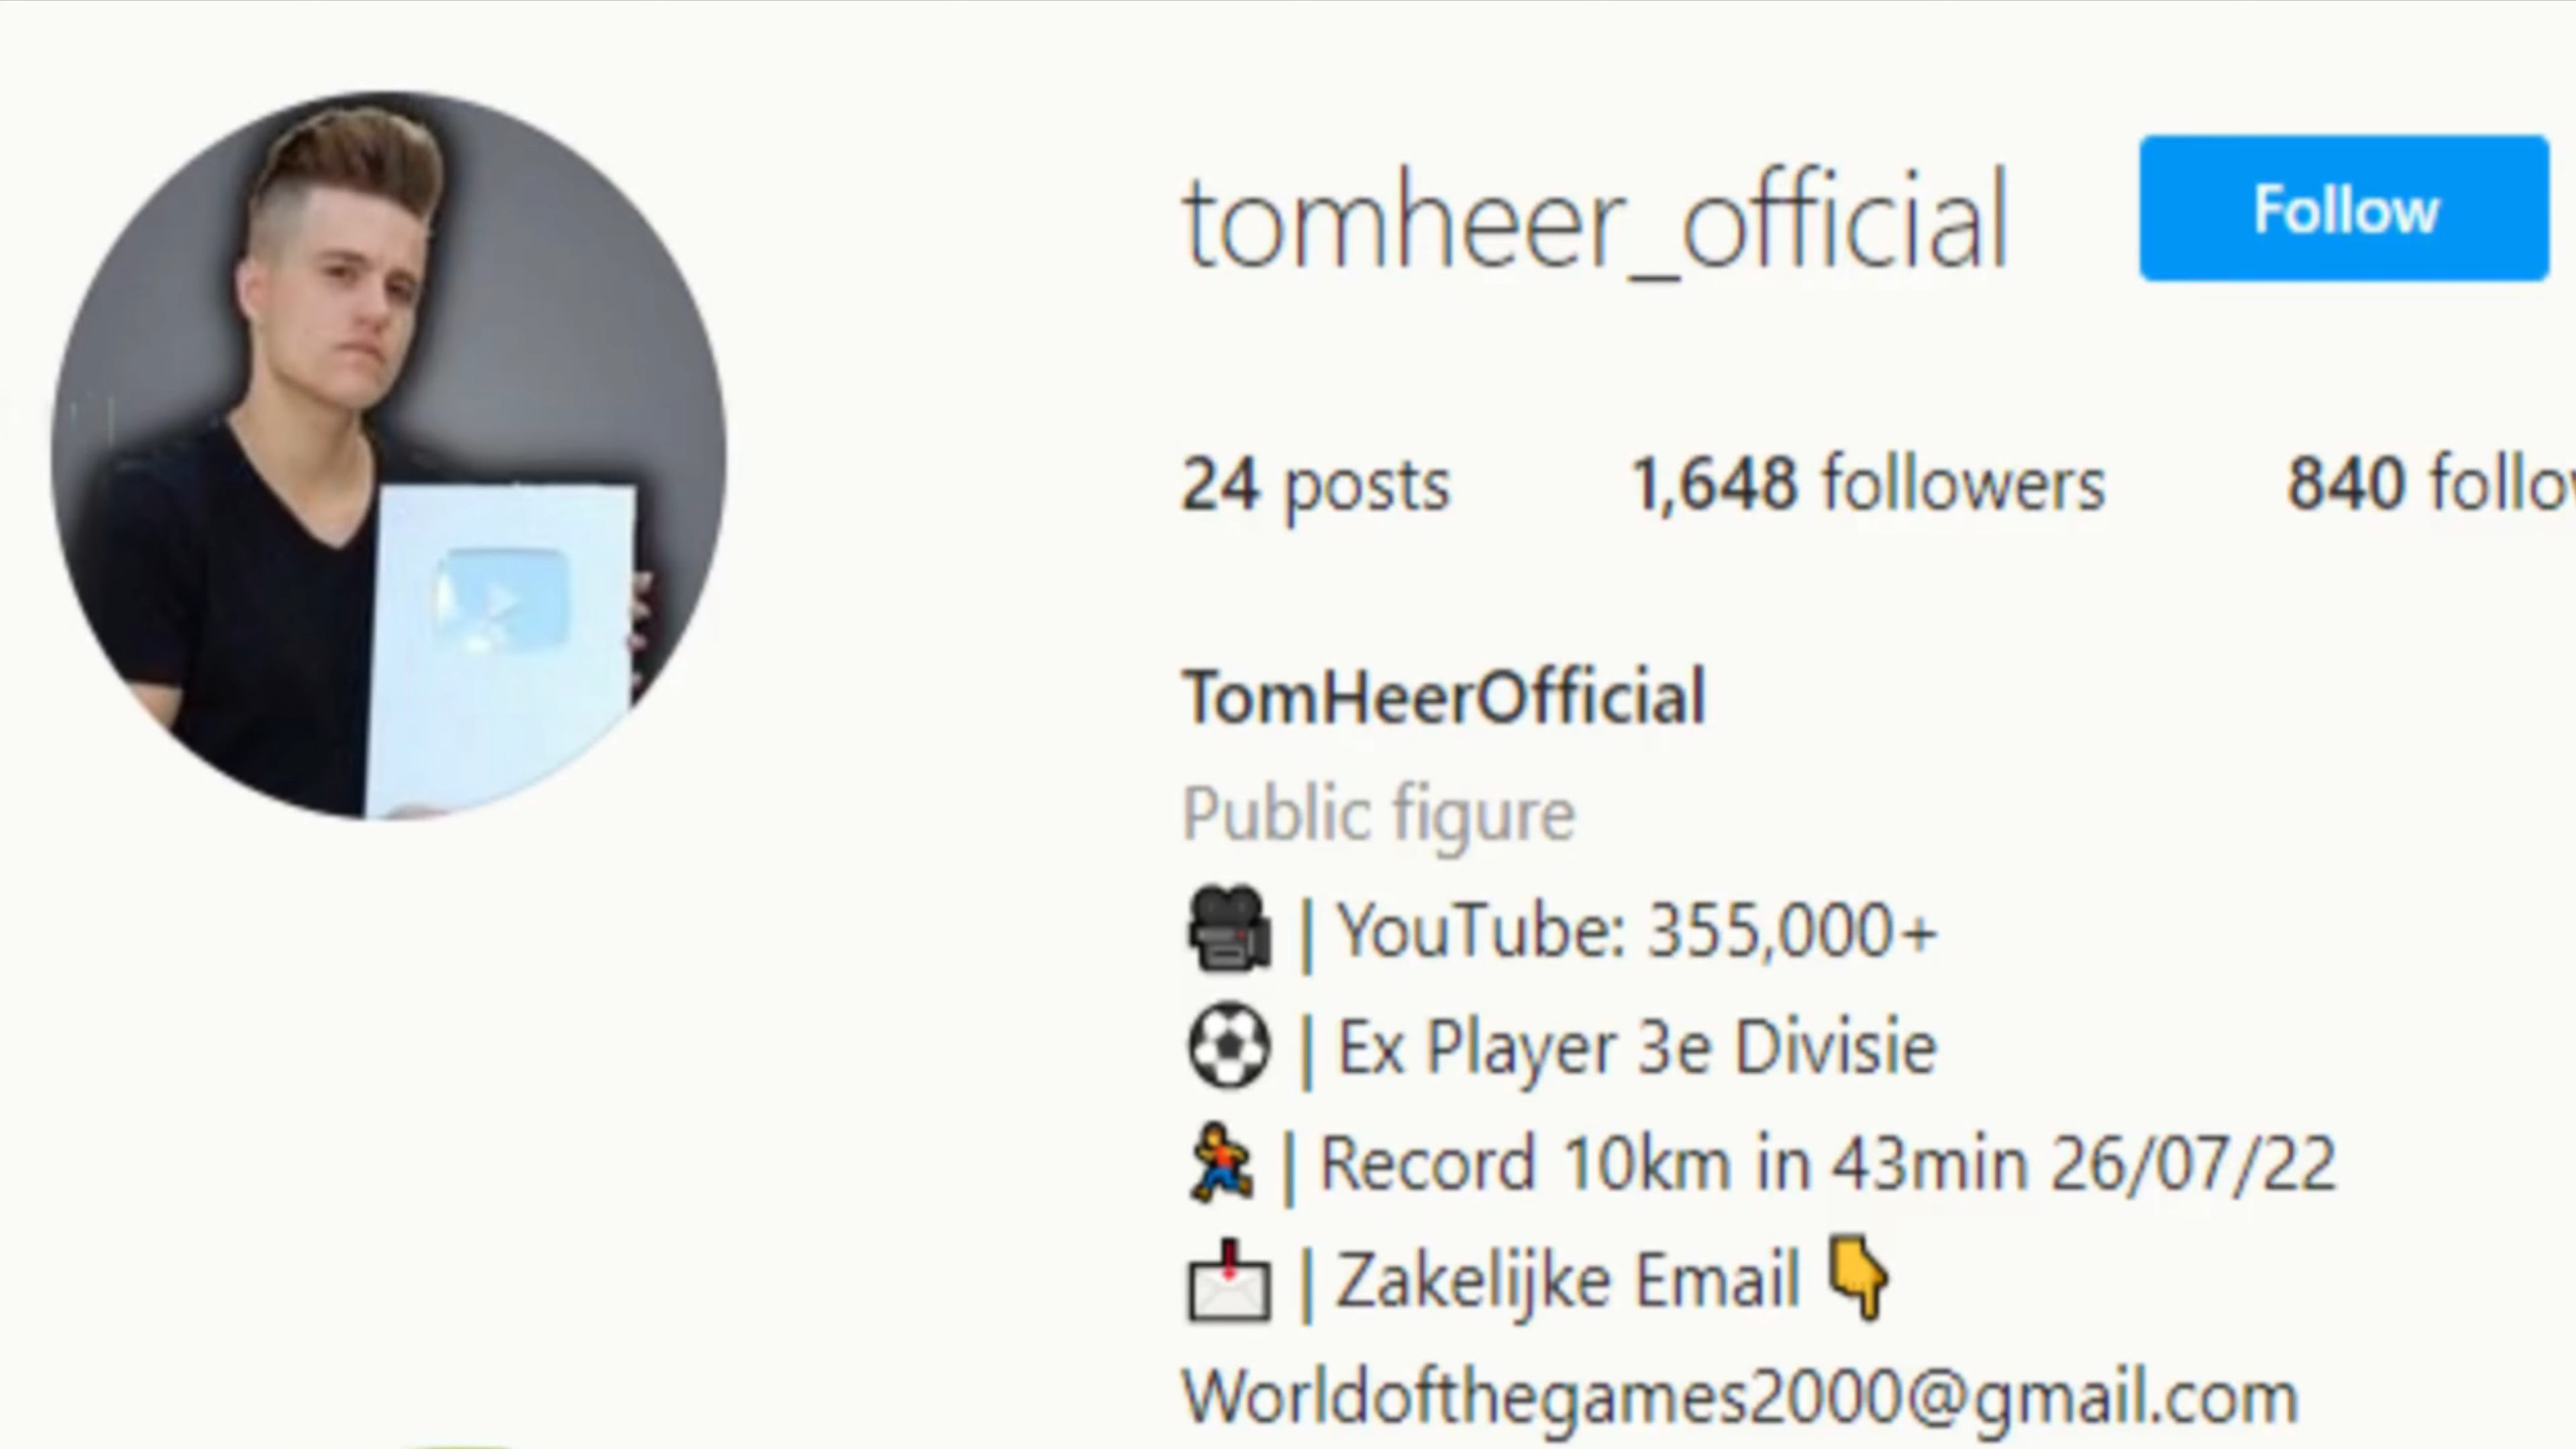 tomheer_official Follow
24 posts 1,648 followers 840
TomHeerOfficial
Public figure
🎥 | YouTube: 355,000+
⚽ | Ex Player 3e Divisie
🏃 | Record 10km in 43min 26/07/22
📩 | Zakelijke Email 👇
Worldofthegames2000@gmail.com